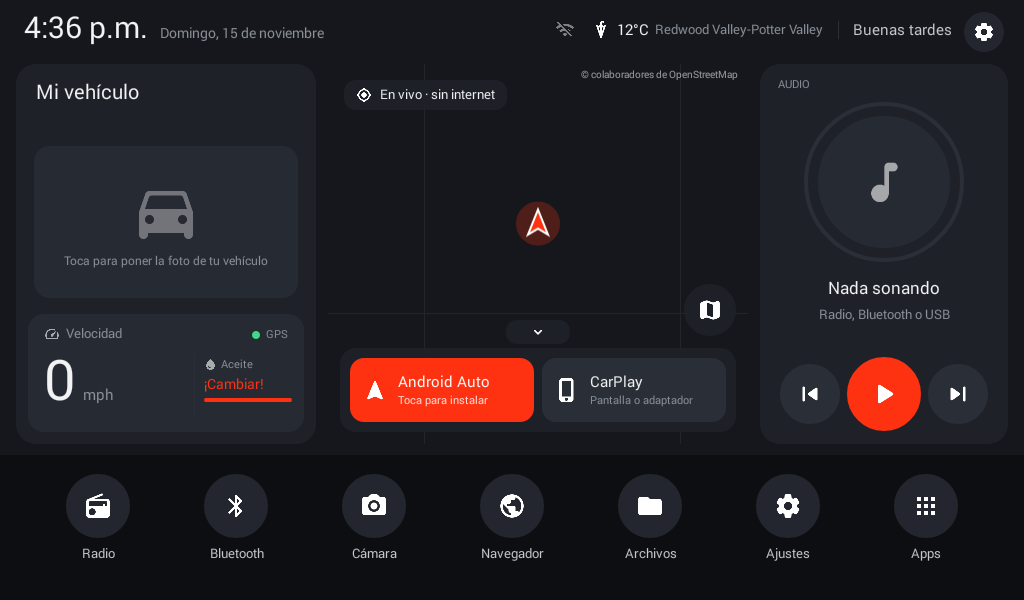 4:36 p.m.
Domingo, 15 de noviembre
12°C
Redwood Valley-Potter Valley
Buenas tardes
Mi vehículo
Toca para poner la foto de tu vehículo
Velocidad
GPS
0 mph
Aceite
¡Cambiar!
© colaboradores de OpenStreetMap
En vivo · sin internet
Android Auto
Toca para instalar
CarPlay
Pantalla o adaptador
AUDIO
Nada sonando
Radio, Bluetooth o USB
Radio
Bluetooth
Cámara
Navegador
Archivos
Ajustes
Apps